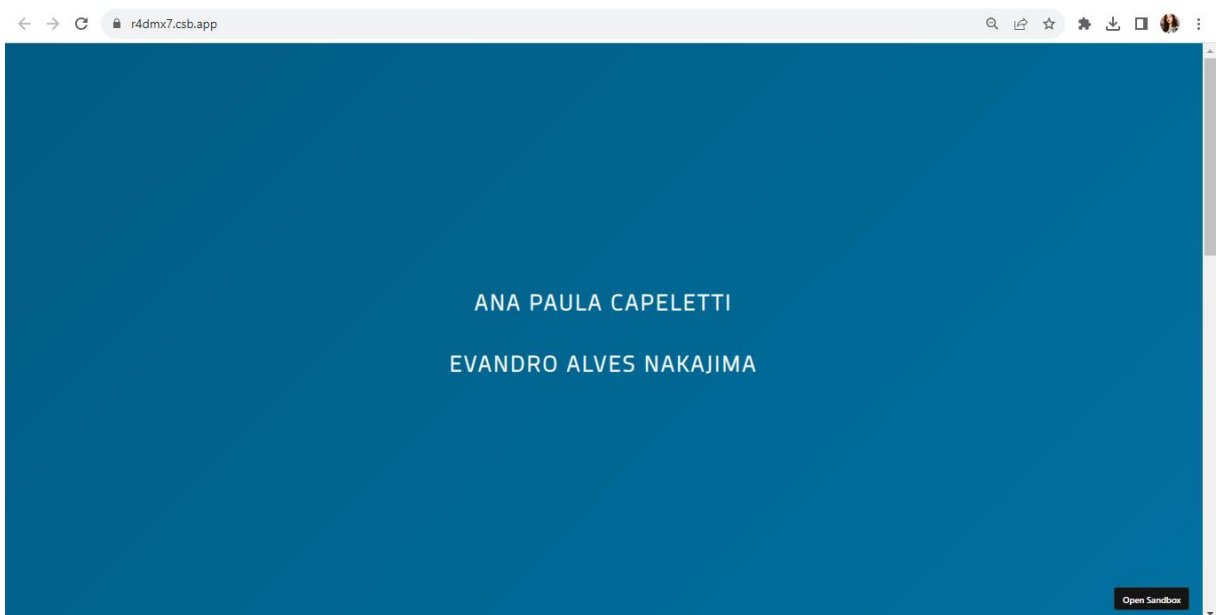 r4dmx7.csb.app
ANA PAULA CAPELETTI
EVANDRO ALVES NAKAJIMA
Open Sandbox